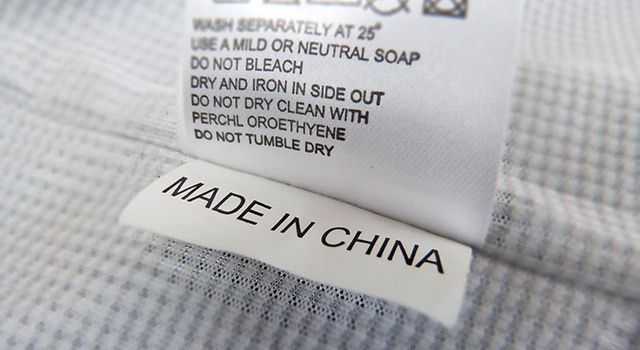 WASH SEPARATELY AT 25°
USE A MILD OR NEUTRAL SOAP
DO NOT BLEACH
DRY AND IRON IN SIDE OUT
DO NOT DRY CLEAN WITH
PERCHL OROETHYENE
DO NOT TUMBLE DRY
MADE IN CHINA